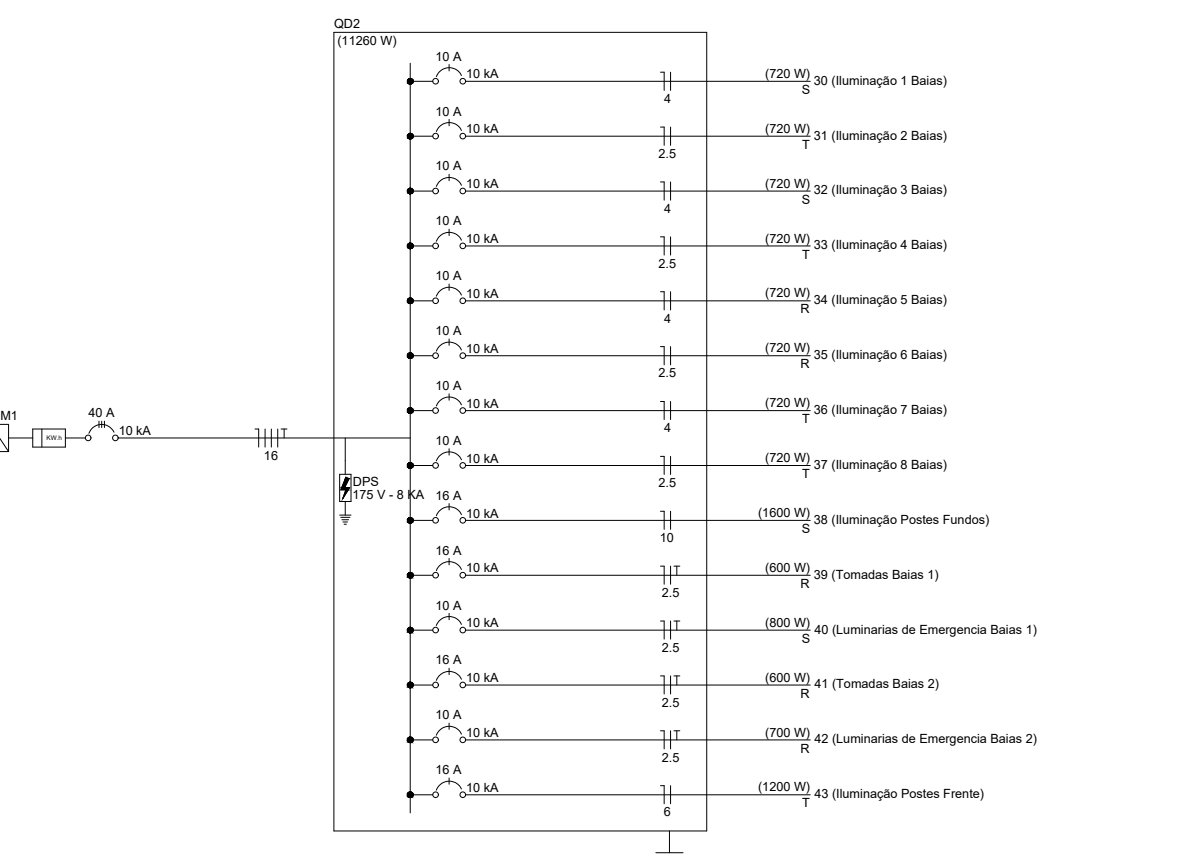 QD2
(11260 W)
10 A
10 kA
4
(720 W)
S
30 (Iluminação 1 Baias)
10 A
10 kA
2.5
(720 W)
T
31 (Iluminação 2 Baias)
10 A
10 kA
4
(720 W)
S
32 (Iluminação 3 Baias)
10 A
10 kA
2.5
(720 W)
T
33 (Iluminação 4 Baias)
10 A
10 kA
4
(720 W)
R
34 (Iluminação 5 Baias)
10 A
10 kA
2.5
(720 W)
R
35 (Iluminação 6 Baias)
10 A
10 kA
4
(720 W)
T
36 (Iluminação 7 Baias)
M1
KW.h
40 A
10 kA
T
16
10 A
10 kA
2.5
(720 W)
T
37 (Iluminação 8 Baias)
DPS
175 V - 8 KA
16 A
10 kA
10
(1600 W)
S
38 (Iluminação Postes Fundos)
16 A
10 kA
T
2.5
(600 W)
R
39 (Tomadas Baias 1)
10 A
10 kA
T
2.5
(800 W)
S
40 (Luminarias de Emergencia Baias 1)
16 A
10 kA
T
2.5
(600 W)
R
41 (Tomadas Baias 2)
10 A
10 kA
T
2.5
(700 W)
R
42 (Luminarias de Emergencia Baias 2)
16 A
10 kA
6
(1200 W)
T
43 (Iluminação Postes Frente)